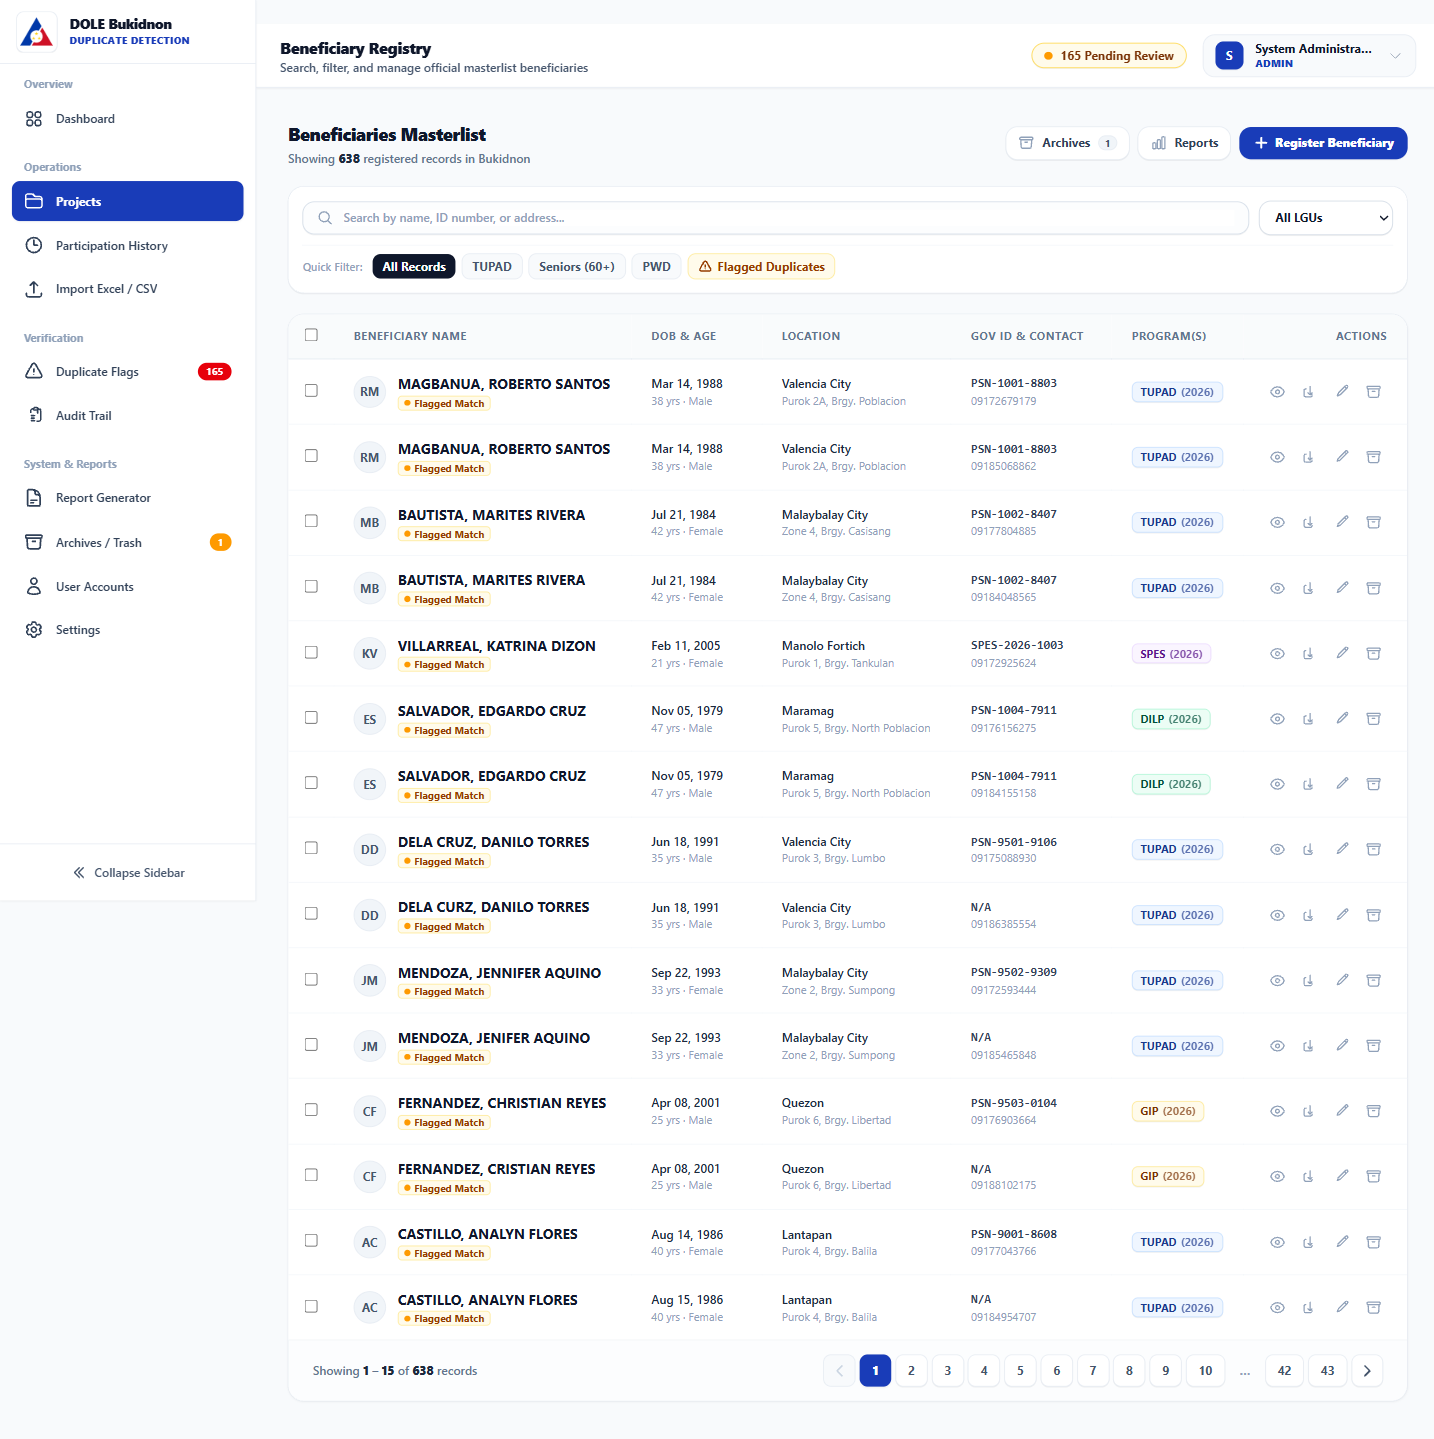 DOLE Bukidnon
DUPLICATE DETECTION
Overview
Dashboard
Operations
Projects
Participation History
Import Excel / CSV
Verification
Duplicate Flags 165
Audit Trail
System & Reports
Report Generator
Archives / Trash 1
User Accounts
Settings
Collapse Sidebar
Beneficiary Registry
Search, filter, and manage official masterlist beneficiaries
165 Pending Review
S
System Administra...
ADMIN
Beneficiaries Masterlist
Showing 638 registered records in Bukidnon
Archives 1
Reports
+ Register Beneficiary
Search by name, ID number, or address...
All LGUs
Quick Filter: All Records TUPAD Seniors (60+) PWD Flagged Duplicates
BENEFICIARY NAME DOB & AGE LOCATION GOV ID & CONTACT PROGRAM(S) ACTIONS
RM MAGBANUA, ROBERTO SANTOS Mar 14, 1988 Valencia City PSN-1001-8803 TUPAD (2026)
Flagged Match 38 yrs · Male Purok 2A, Brgy. Poblacion 09172679179
RM MAGBANUA, ROBERTO SANTOS Mar 14, 1988 Valencia City PSN-1001-8803 TUPAD (2026)
Flagged Match 38 yrs · Male Purok 2A, Brgy. Poblacion 09185068862
MB BAUTISTA, MARITES RIVERA Jul 21, 1984 Malaybalay City PSN-1002-8407 TUPAD (2026)
Flagged Match 42 yrs · Female Zone 4, Brgy. Casisang 09177804885
MB BAUTISTA, MARITES RIVERA Jul 21, 1984 Malaybalay City PSN-1002-8407 TUPAD (2026)
Flagged Match 42 yrs · Female Zone 4, Brgy. Casisang 09184048565
KV VILLARREAL, KATRINA DIZON Feb 11, 2005 Manolo Fortich SPES-2026-1003 SPES (2026)
Flagged Match 21 yrs · Female Purok 1, Brgy. Tankulan 09172925624
ES SALVADOR, EDGARDO CRUZ Nov 05, 1979 Maramag PSN-1004-7911 DILP (2026)
Flagged Match 47 yrs · Male Purok 5, Brgy. North Poblacion 09176156275
ES SALVADOR, EDGARDO CRUZ Nov 05, 1979 Maramag PSN-1004-7911 DILP (2026)
Flagged Match 47 yrs · Male Purok 5, Brgy. North Poblacion 09184155158
DD DELA CRUZ, DANILO TORRES Jun 18, 1991 Valencia City PSN-9501-9106 TUPAD (2026)
Flagged Match 35 yrs · Male Purok 3, Brgy. Lumbo 09175088930
DD DELA CURZ, DANILO TORRES Jun 18, 1991 Valencia City N/A TUPAD (2026)
Flagged Match 35 yrs · Male Purok 3, Brgy. Lumbo 09186385554
JM MENDOZA, JENNIFER AQUINO Sep 22, 1993 Malaybalay City PSN-9502-9309 TUPAD (2026)
Flagged Match 33 yrs · Female Zone 2, Brgy. Sumpong 09172593444
JM MENDOZA, JENIFER AQUINO Sep 22, 1993 Malaybalay City N/A TUPAD (2026)
Flagged Match 33 yrs · Female Zone 2, Brgy. Sumpong 09185465848
CF FERNANDEZ, CHRISTIAN REYES Apr 08, 2001 Quezon PSN-9503-0104 GIP (2026)
Flagged Match 25 yrs · Male Purok 6, Brgy. Libertad 09176903664
CF FERNANDEZ, CRISTIAN REYES Apr 08, 2001 Quezon N/A GIP (2026)
Flagged Match 25 yrs · Male Purok 6, Brgy. Libertad 09188102175
AC CASTILLO, ANALYN FLORES Aug 14, 1986 Lantapan PSN-9001-8608 TUPAD (2026)
Flagged Match 40 yrs · Female Purok 4, Brgy. Balila 09177043766
AC CASTILLO, ANALYN FLORES Aug 15, 1986 Lantapan N/A TUPAD (2026)
Flagged Match 40 yrs · Female Purok 4, Brgy. Balila 09184954707
Showing 1 – 15 of 638 records
1 2 3 4 5 6 7 8 9 10 ... 42 43